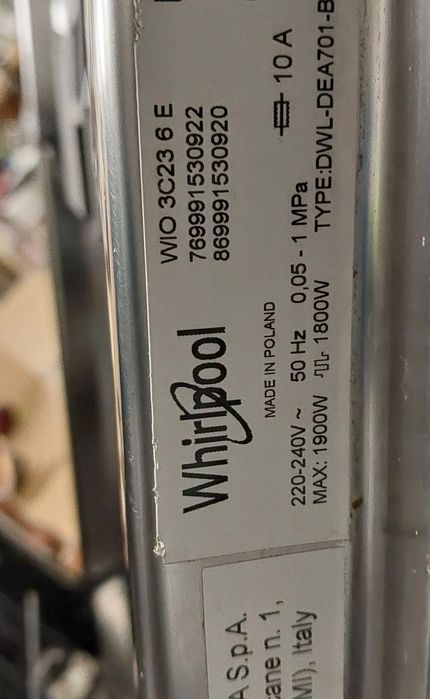 Whirlpool
WIO 3C23 6 E
769991530922
869991530920
MADE IN POLAND
10 A
220-240V ~ 50 Hz 0,05 - 1 MPa
MAX: 1900W 1800W TYPE:DWL-DEA701-B
A S.p.A.
cane n. 1,
MI), Italy